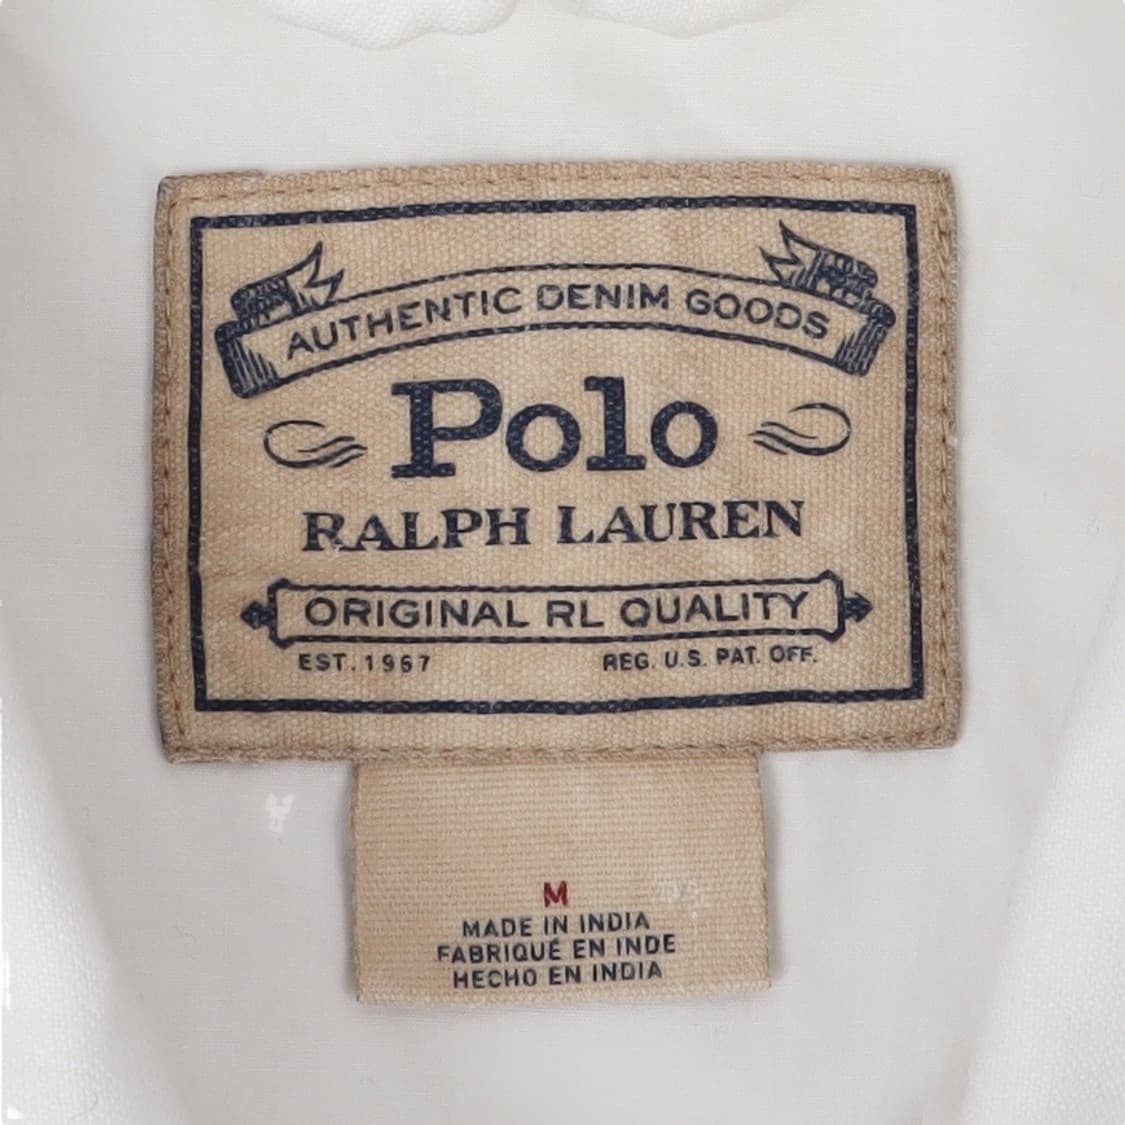 AUTHENTIC DENIM GOODS
Polo
RALPH LAUREN
ORIGINAL RL QUALITY
EST. 1967 REG. U.S. PAT. OFF.
M
MADE IN INDIA
FABRIQUÉ EN INDE
HECHO EN INDIA